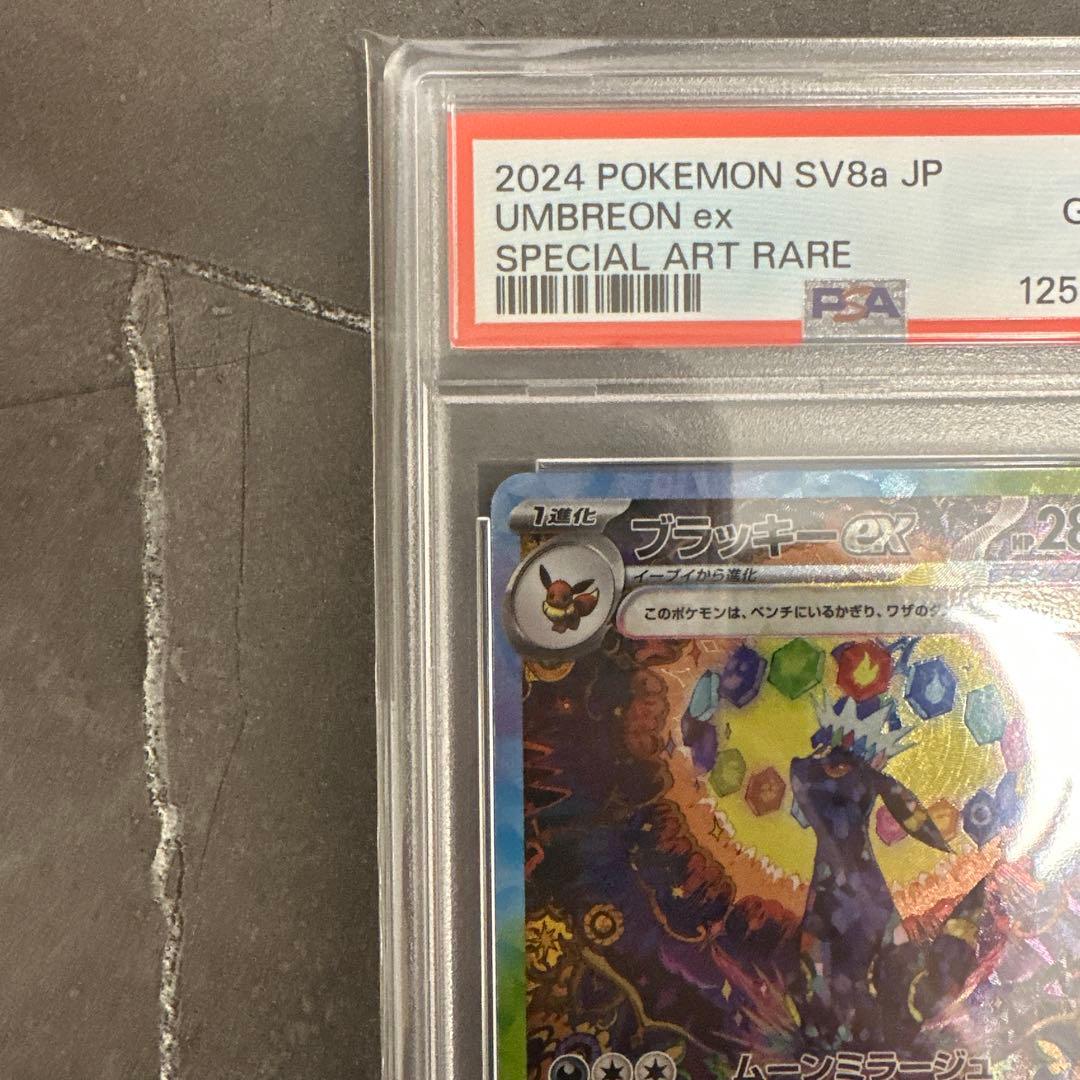 2024 POKEMON SV8a JP
UMBREON ex G
SPECIAL ART RARE
125
PSA
1進化
ブラッキーex HP 28
イーブイから進化
このポケモンは、ベンチにいるかぎり、ワザの
ムーンミラージュ